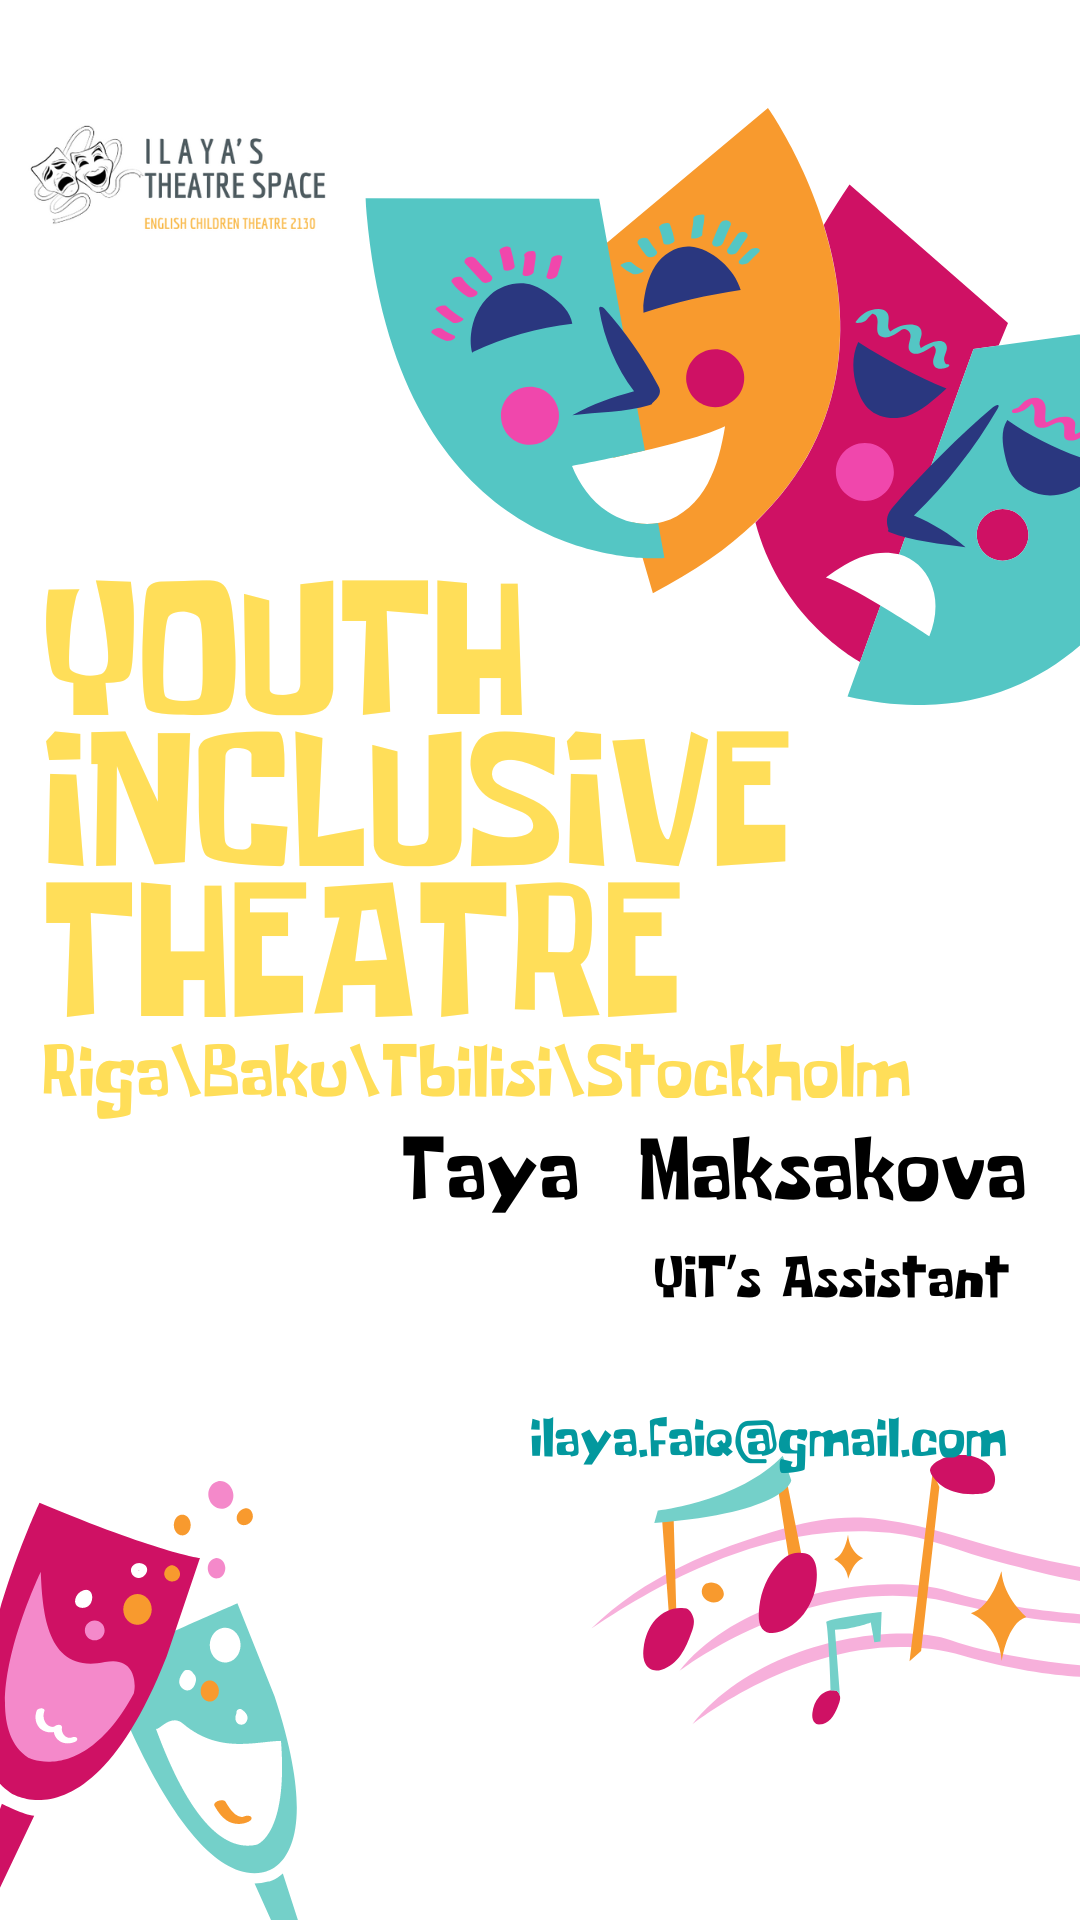 ILAYA'S
THEATRE SPACE
ENGLISH CHILDREN THEATRE 2130
YOUTH
iNCLUSiVE
THEATRE
Riga\Baku\Tbilisi\Stockholm
Taya Maksakova
YiT's Assistant
ilaya.faiq@gmail.com